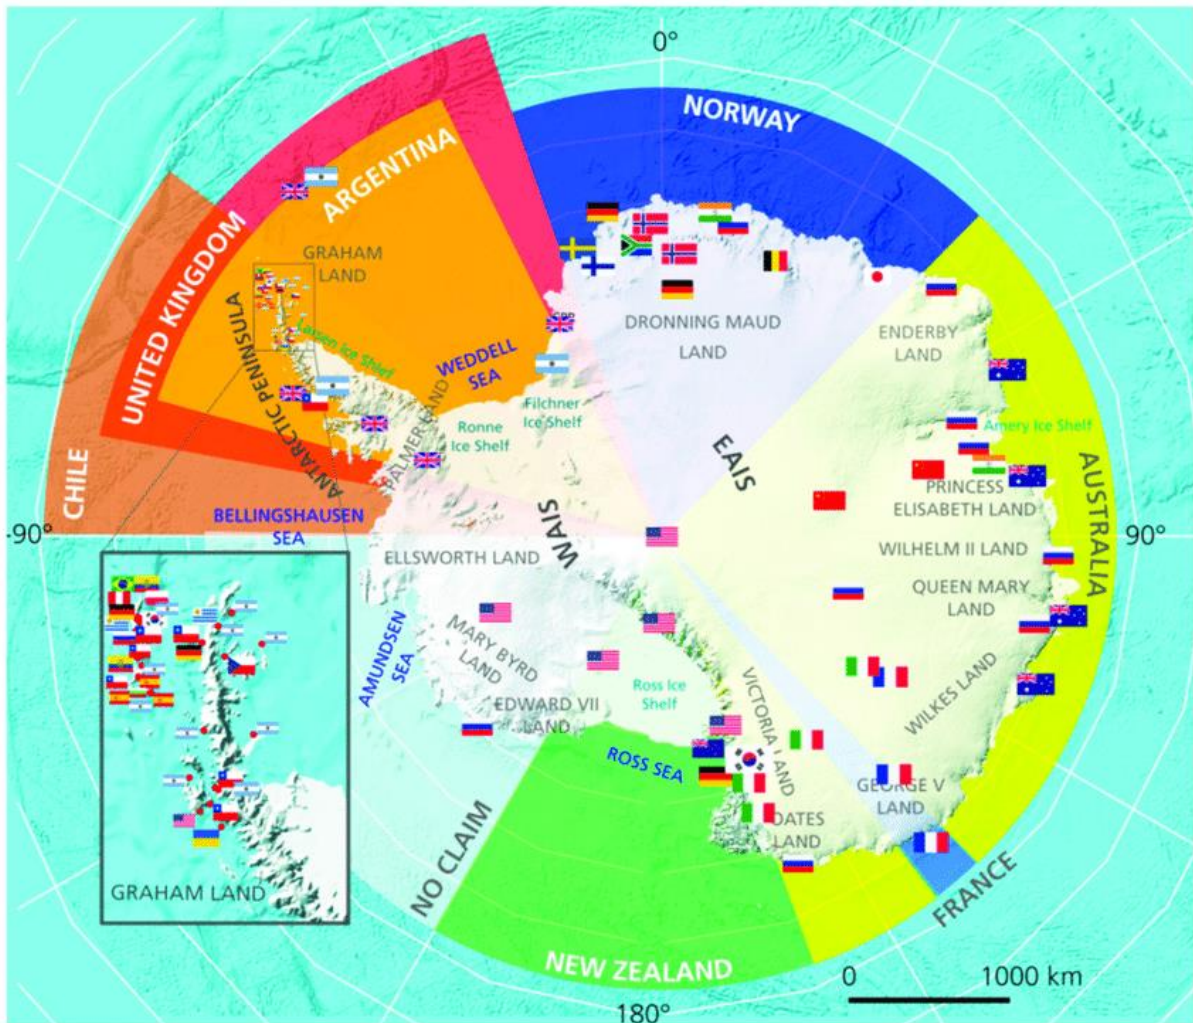 0°
NORWAY
ARGENTINA
UNITED KINGDOM
CHILE
GRAHAM
LAND
DRONNING MAUD
LAND
ENDERBY
LAND
Larsen Ice Shlerf
WEDDELL
SEA
ANTARCTIC PENINSULA
PALMER LAND
Filchner
Ice Shelf
Ronne
Ice Shelf
EAIS
Amery Ice Shelf
AUSTRALIA
PRINCESS
ELISABETH LAND
BELLINGSHAUSEN
SEA
-90°
90°
WAIS
ELLSWORTH LAND
WILHELM II LAND
QUEEN MARY
LAND
AMUNDSEN
SEA
MARY BYRD
LAND
EDWARD VII
LAND
Ross Ice
Shelf
VICTORIA LAND
WILKES LAND
ROSS SEA
GEORGE V
LAND
OATES
LAND
NO CLAIM
FRANCE
GRAHAM LAND
NEW ZEALAND
0
1000 km
180°